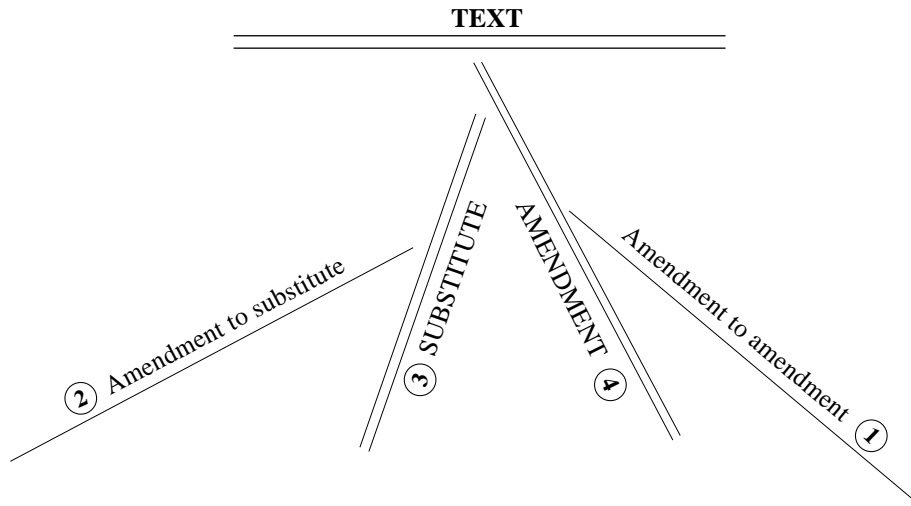 TEXT
② Amendment to substitute
③ SUBSTITUTE
AMENDMENT ④
Amendment to amendment ①